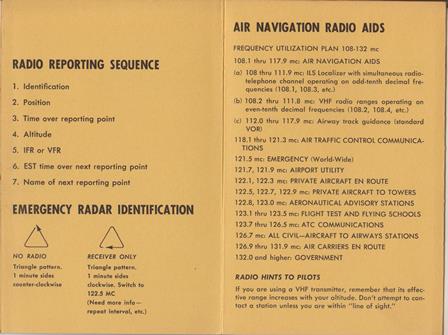 RADIO REPORTING SEQUENCE
1. Identification
2. Position
3. Time over reporting point
4. Altitude
5. IFR or VFR
6. EST time over next reporting point
7. Name of next reporting point
EMERGENCY RADAR IDENTIFICATION
NO RADIO
Triangle pattern.
1 minute sides
counter-clockwise
RECEIVER ONLY
Triangle pattern.
1 minute sides
clockwise. Switch to
122.5 MC
(Need more info—
repeat interval, etc.)
AIR NAVIGATION RADIO AIDS
FREQUENCY UTILIZATION PLAN 108-132 mc
108.1 thru 117.9 mc: AIR NAVIGATION AIDS
(a) 108 thru 111.9 mc: ILS Localizer with simultaneous radio-
telephone channel operating on odd-tenth decimal fre-
quencies (108.1, 108.3, etc.)
(b) 108.2 thru 111.8 mc: VHF radio ranges operating on
even-tenth decimal frequencies (108.2, 108.4, etc.)
(c) 112.0 thru 117.9 mc: Airway track guidance (standard
VOR)
118.1 thru 121.3 mc: AIR TRAFFIC CONTROL COMMUNICA-
TIONS
121.5 mc: EMERGENCY (World-Wide)
121.7, 121.9 mc: AIRPORT UTILITY
122.1, 122.3 mc: PRIVATE AIRCRAFT EN ROUTE
122.5, 122.7, 122.9 mc: PRIVATE AIRCRAFT TO TOWERS
122.8, 123.0 mc: AERONAUTICAL ADVISORY STATIONS
123.1 thru 123.5 mc: FLIGHT TEST AND FLYING SCHOOLS
123.7 thru 126.5 mc: ATC COMMUNICATIONS
126.7 mc: ALL CIVIL—AIRCRAFT TO AIRWAYS STATIONS
126.9 thru 131.9 mc: AIR CARRIERS EN ROUTE
132.0 and higher: GOVERNMENT
RADIO HINTS TO PILOTS
If you are using a VHF transmitter, remember that its effec-
tive range increases with your altitude. Don't attempt to con-
tact a station unless you are within "line of sight."